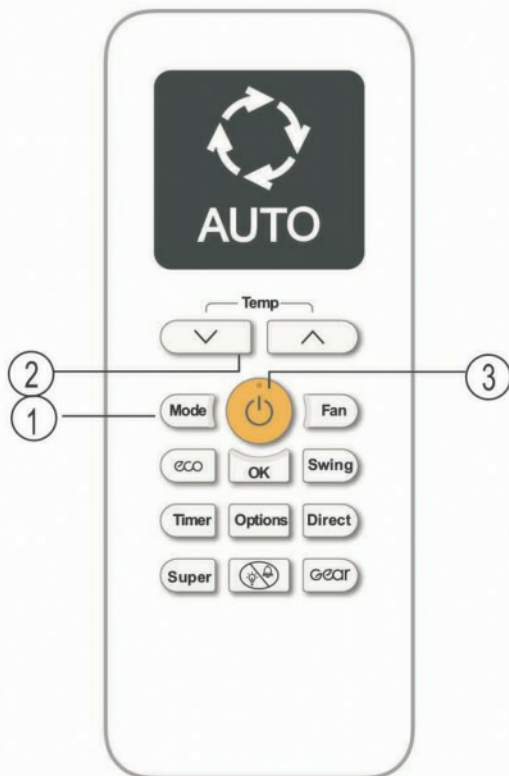 AUTO
Temp
2
3
1
Mode
Fan
eco
OK
Swing
Timer
Options
Direct
Super
Gear